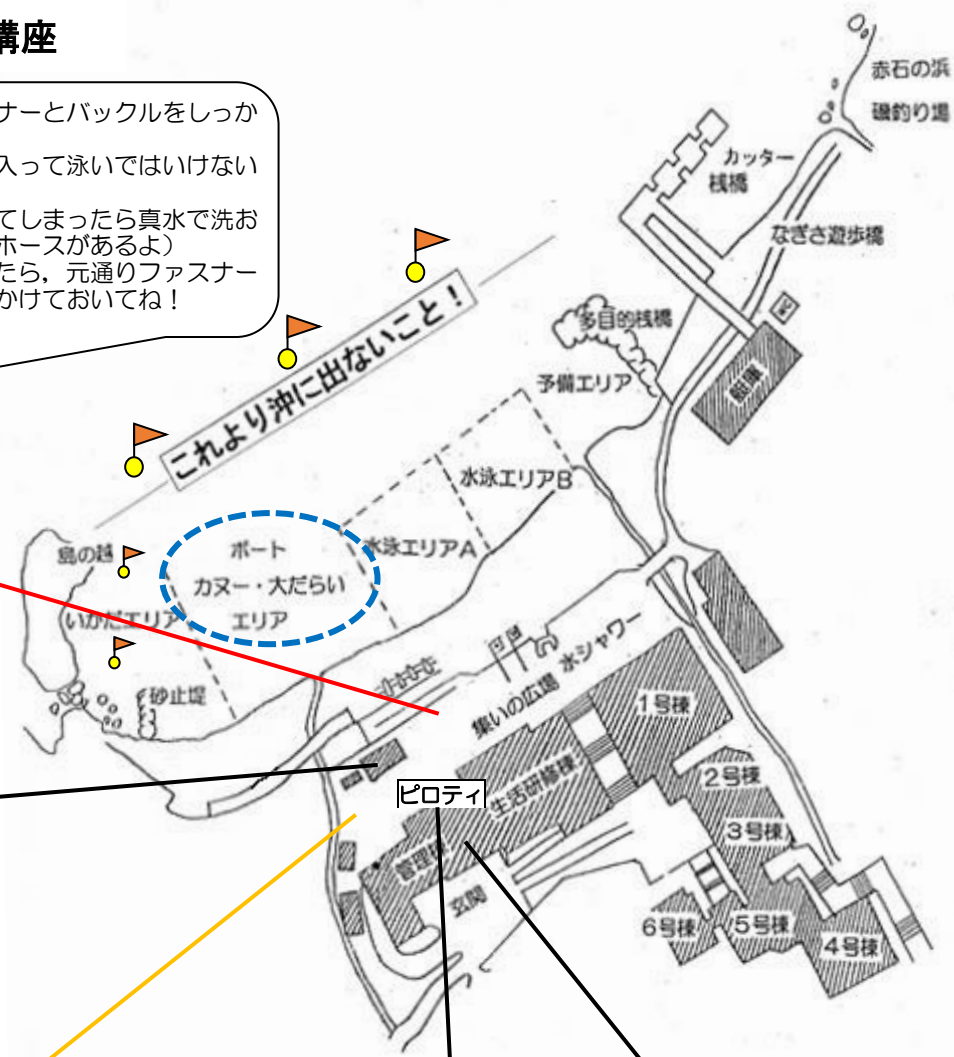 講座
ナーとバックルをしっか
入って泳いではいけない
てしまったら真水で洗お
ホースがあるよ）
たら，元通りファスナー
かけておいてね！
赤石の浜
磯釣り場
カッター
桟橋
なぎさ遊歩橋
艇庫
多目的桟橋
予備エリア
これより沖に出ないこと！
水泳エリアB
水泳エリアA
島の越
ボート
カヌー・大だらい
エリア
いかだエリア
砂止堤
水シャワー
集いの広場
1号棟
2号棟
3号棟
生活研修棟
ピロティ
管理棟
玄関
6号棟
5号棟
4号棟